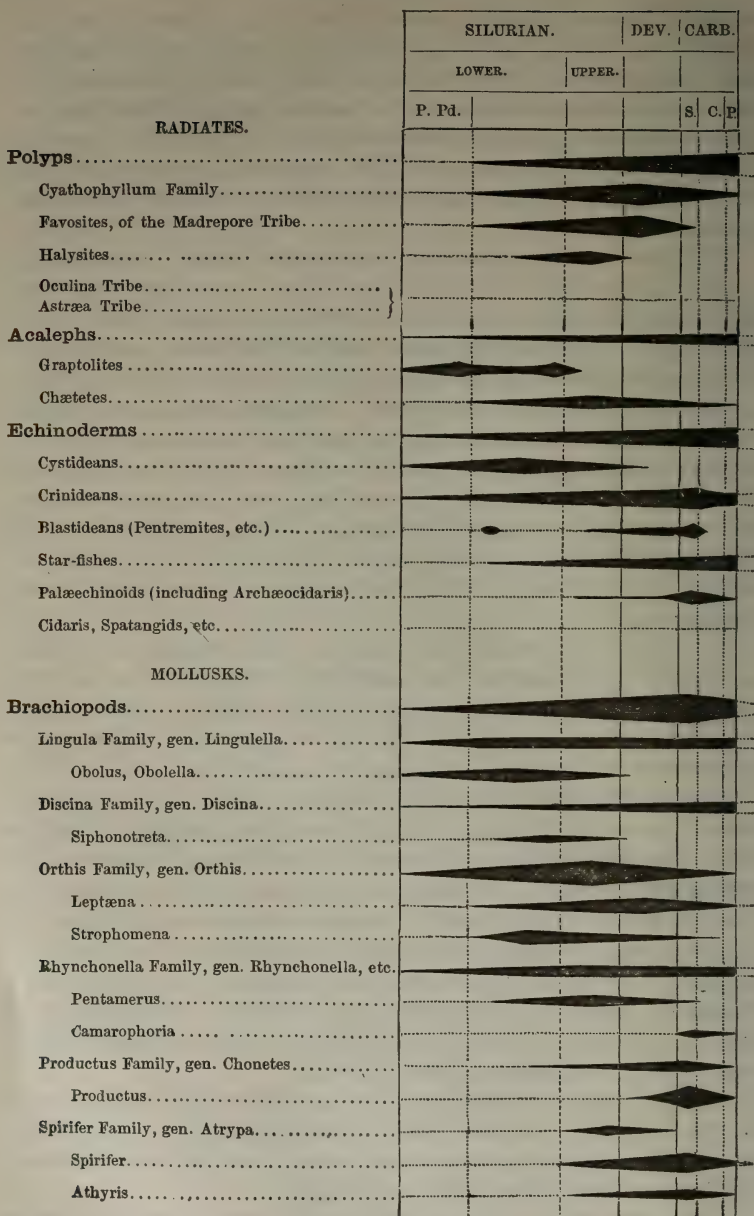 SILURIAN. DEV. CARB.
LOWER. UPPER.
P. Pd. S. C. P.
RADIATES.
Polyps
Cyathophyllum Family
Favosites, of the Madrepore Tribe
Halysites
Oculina Tribe
Astræa Tribe
Acalephs
Graptolites
Chætetes
Echinoderms
Cystideans
Crinideans
Blastideans (Pentremites, etc.)
Star-fishes
Palæechinoids (including Archæocidaris)
Cidaris, Spatangids, etc
MOLLUSKS.
Brachiopods
Lingula Family, gen. Lingulella
Obolus, Obolella
Discina Family, gen. Discina
Siphonotreta
Orthis Family, gen. Orthis
Leptæna
Strophomena
Rhynchonella Family, gen. Rhynchonella, etc.
Pentamerus
Camarophoria
Productus Family, gen. Chonetes
Productus
Spirifer Family, gen. Atrypa
Spirifer
Athyris